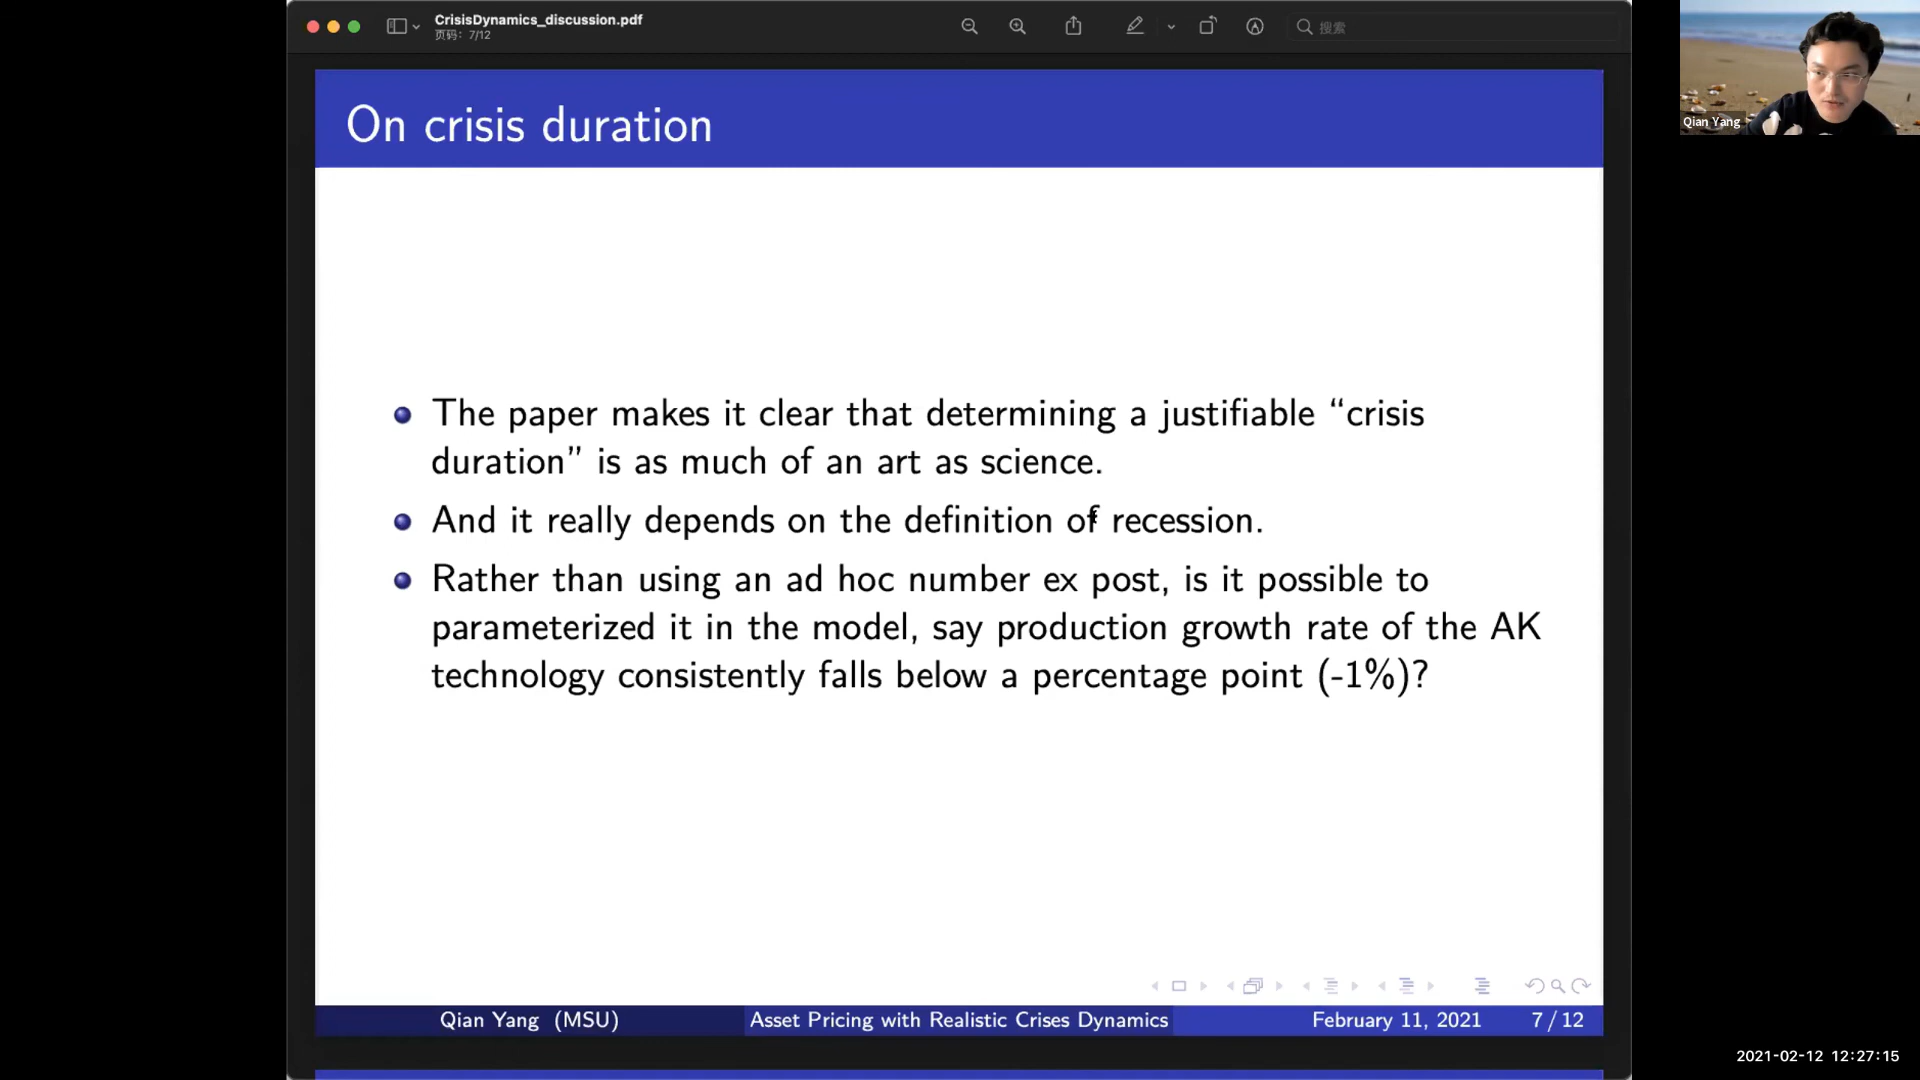 CrisisDynamics_discussion.pdf
页码：7/12
搜索
Qian Yang
On crisis duration
The paper makes it clear that determining a justifiable “crisis
duration” is as much of an art as science.
And it really depends on the definition of recession.
Rather than using an ad hoc number ex post, is it possible to
parameterized it in the model, say production growth rate of the AK
technology consistently falls below a percentage point (-1%)?
Qian Yang (MSU) Asset Pricing with Realistic Crises Dynamics February 11, 2021 7 / 12
2021-02-12 12:27:15